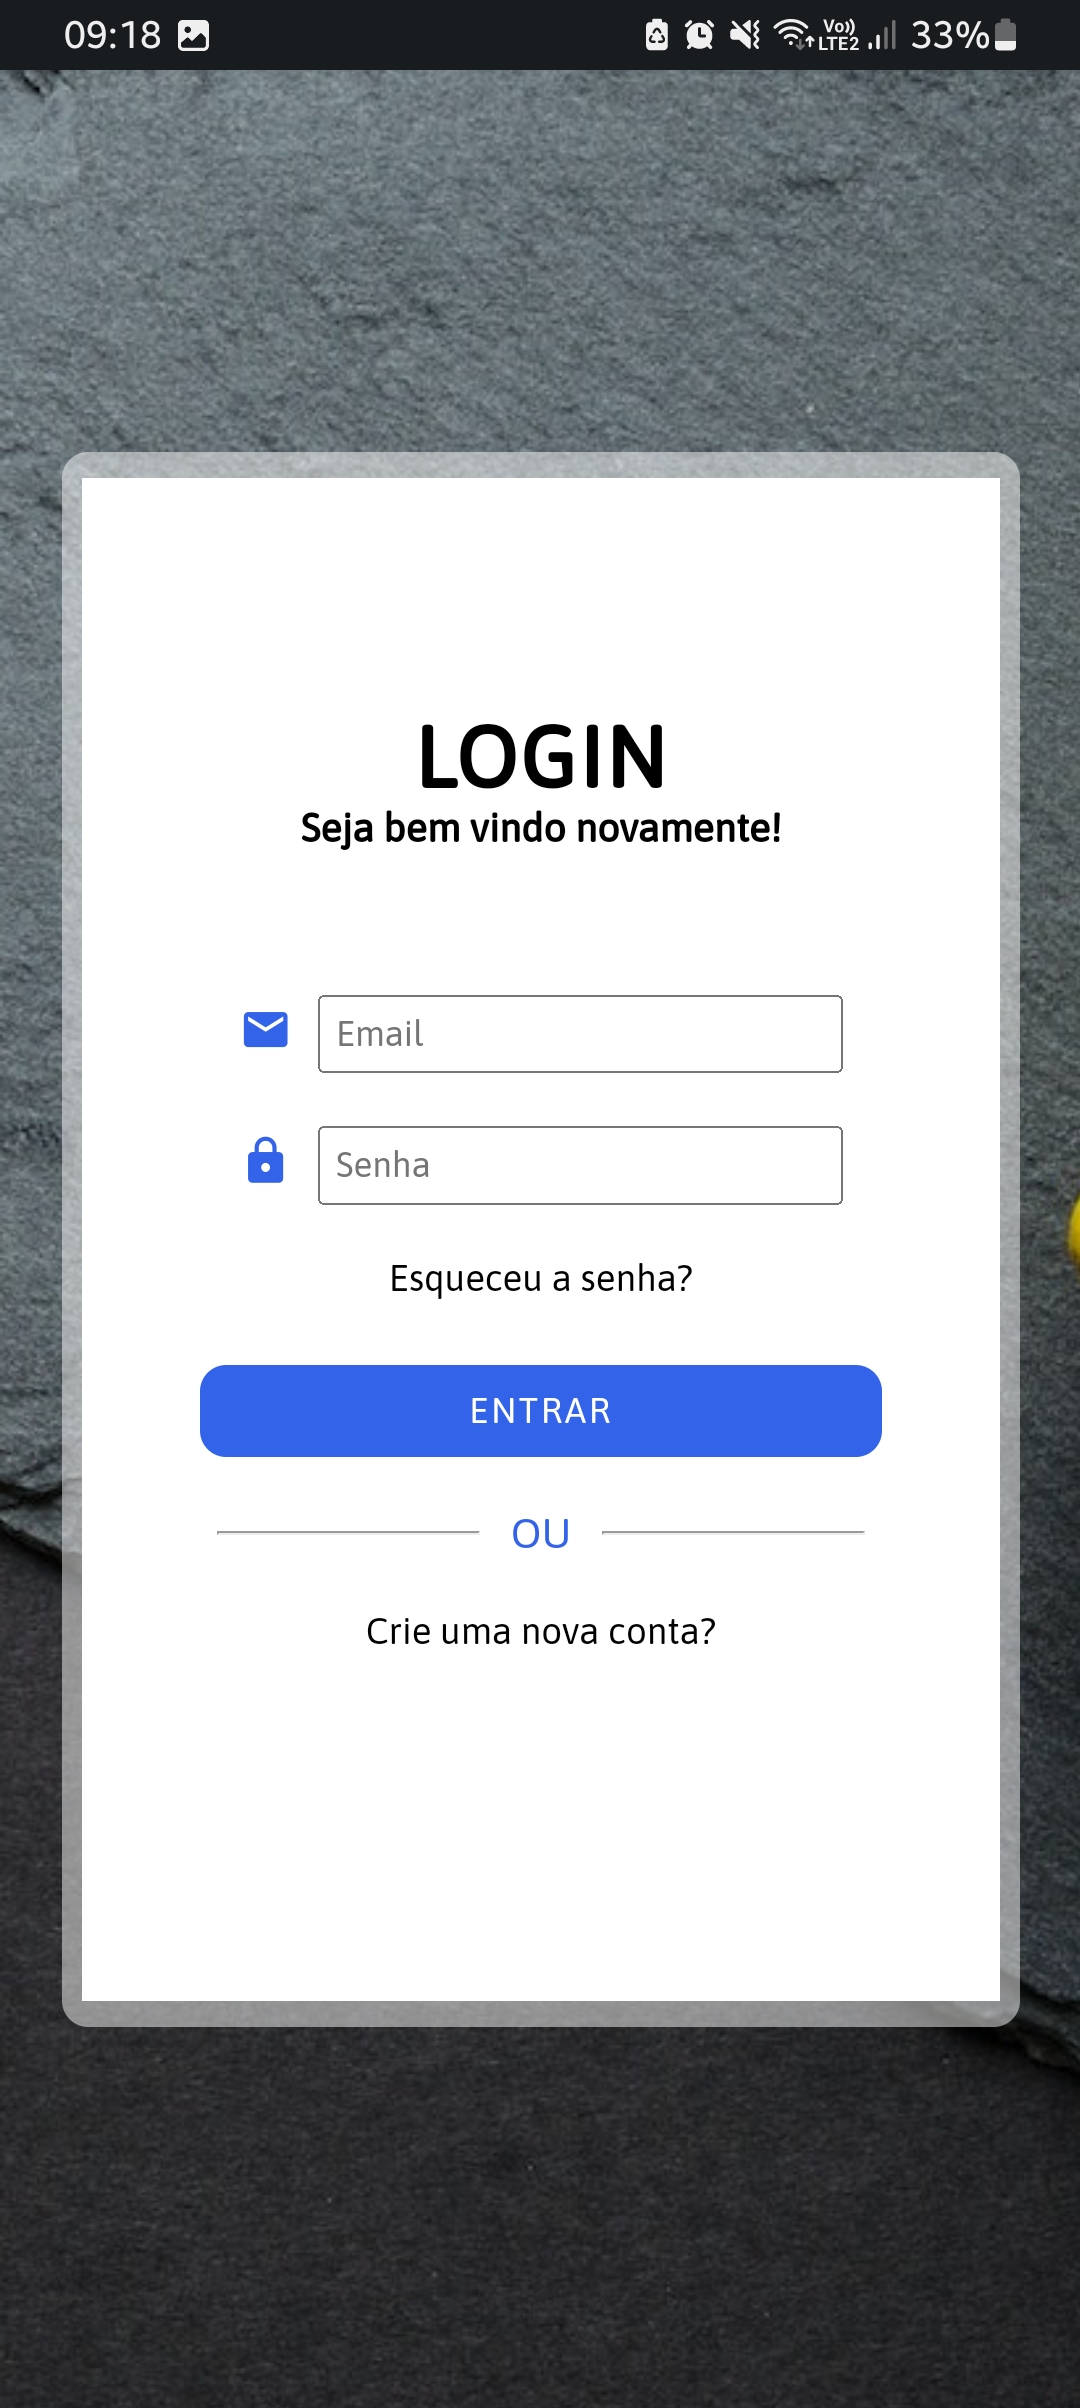 09:18
Vo))
LTE2
33%
LOGIN
Seja bem vindo novamente!
Email
Senha
Esqueceu a senha?
ENTRAR
OU
Crie uma nova conta?